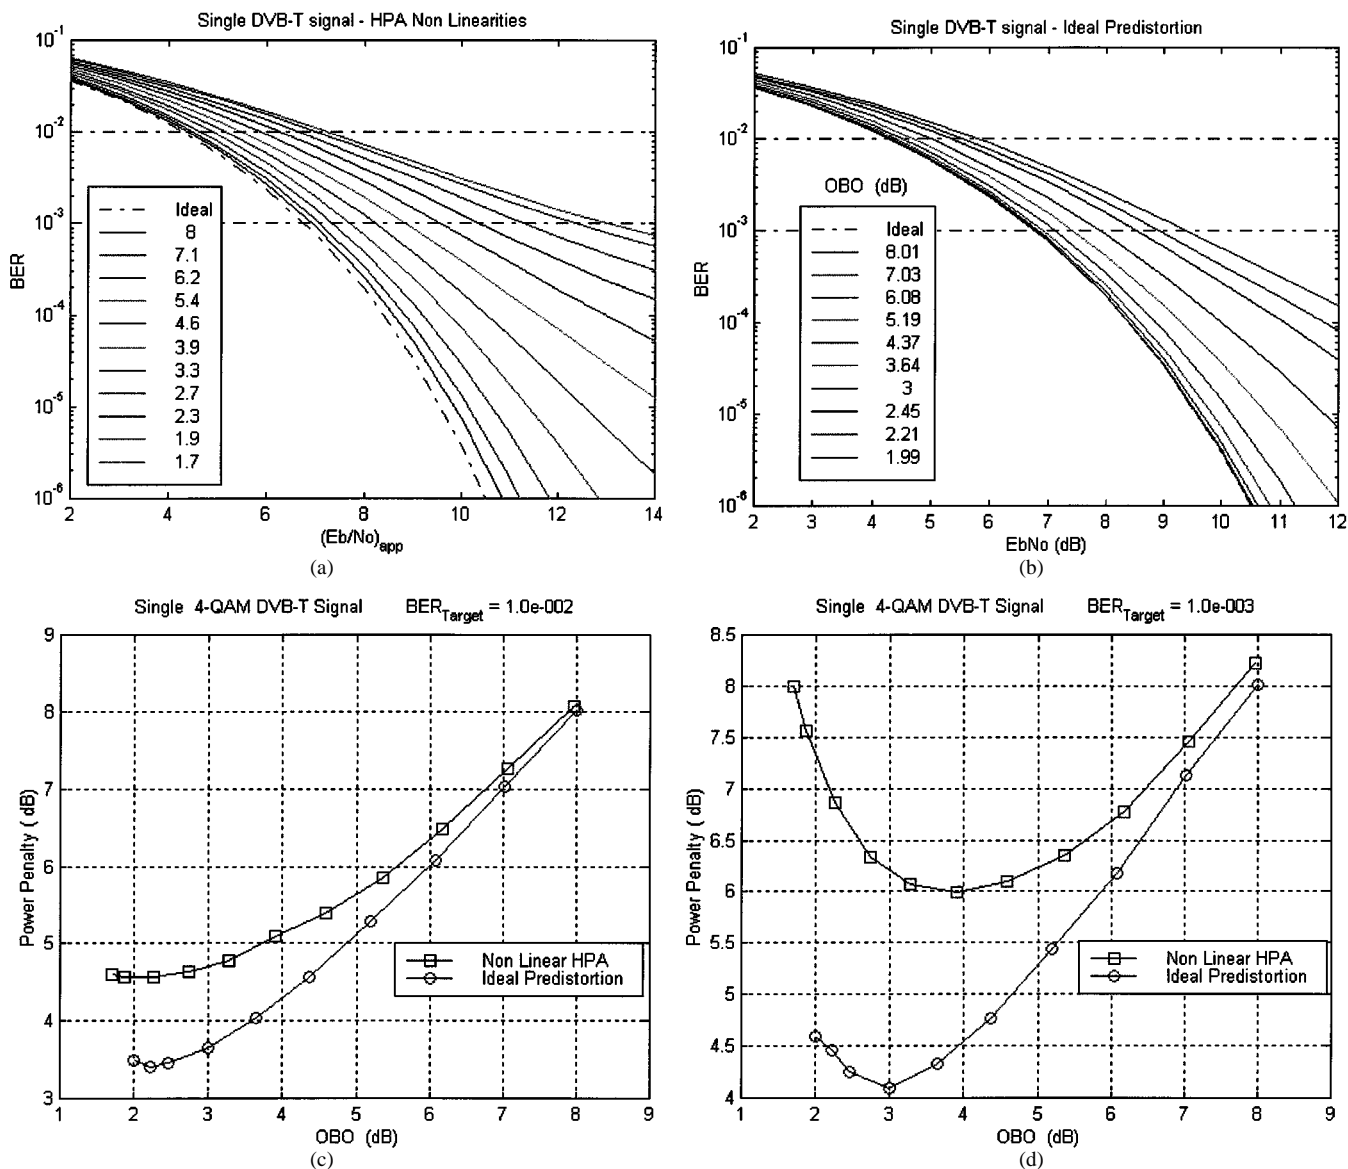 Single DVB-T signal - HPA Non Linearities
10-1
10-2
10-3
10-4
10-5
10-6
BER
Ideal
8
7.1
6.2
5.4
4.6
3.9
3.3
2.7
2.3
1.9
1.7
2 4 6 8 10 12 14
(Eb/No)app
(a)
Single DVB-T signal - Ideal Predistortion
10-1
10-2
10-3
10-4
10-5
10-6
BER
OBO (dB)
Ideal
8.01
7.03
6.08
5.19
4.37
3.64
3
2.45
2.21
1.99
2 3 4 5 6 7 8 9 10 11 12
EbNo (dB)
(b)
Single 4-QAM DVB-T Signal BERTarget = 1.0e-002
9
8
7
6
5
4
3
Power Penalty ( dB)
Non Linear HPA
Ideal Predistortion
1 2 3 4 5 6 7 8 9
OBO (dB)
(c)
Single 4-QAM DVB-T Signal BERTarget = 1.0e-003
8.5
8
7.5
7
6.5
6
5.5
5
4.5
4
Power Penalty ( dB)
Non Linear HPA
Ideal Predistortion
1 2 3 4 5 6 7 8 9
OBO (dB)
(d)